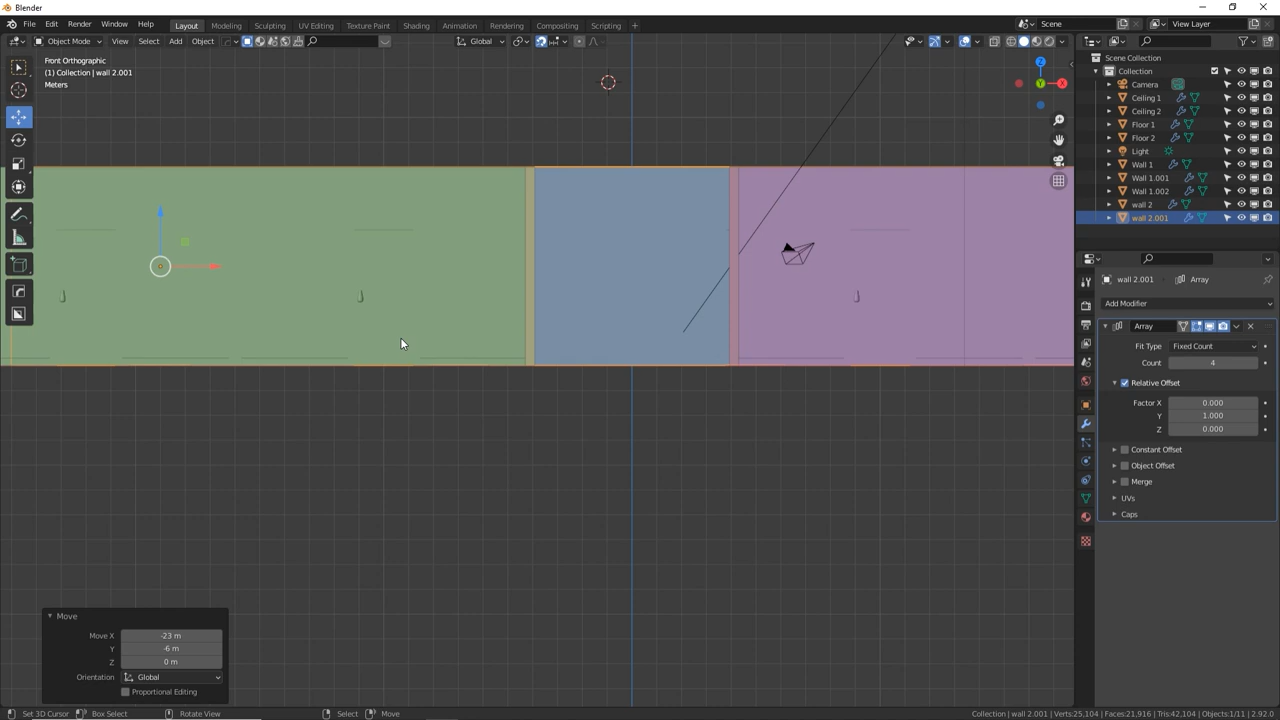 Blender
File Edit Render Window Help Layout Modeling Sculpting UV Editing Texture Paint Shading Animation Rendering Compositing Scripting + Scene View Layer
Object Mode View Select Add Object Global
Front Orthographic
(1) Collection | wall 2.001
Meters
Z
Y
X
Scene Collection
Collection
Camera
Ceiling 1
Ceiling 2
Floor 1
Floor 2
Light
Wall 1
Wall 1.001
Wall 1.002
wall 2
wall 2.001
wall 2.001 Array
Add Modifier
Array
Fit Type Fixed Count
Count 4
Relative Offset
Factor X 0.000
Y 1.000
Z 0.000
Constant Offset
Object Offset
Merge
UVs
Caps
Move
Move X -23 m
Y -6 m
Z 0 m
Orientation Global
Proportional Editing
Set 3D Cursor Box Select Rotate View Select Move Collection | wall 2.001 | Verts:25,104 | Faces:21,916 | Tris:42,104 | Objects:1/11 | 2.92.0